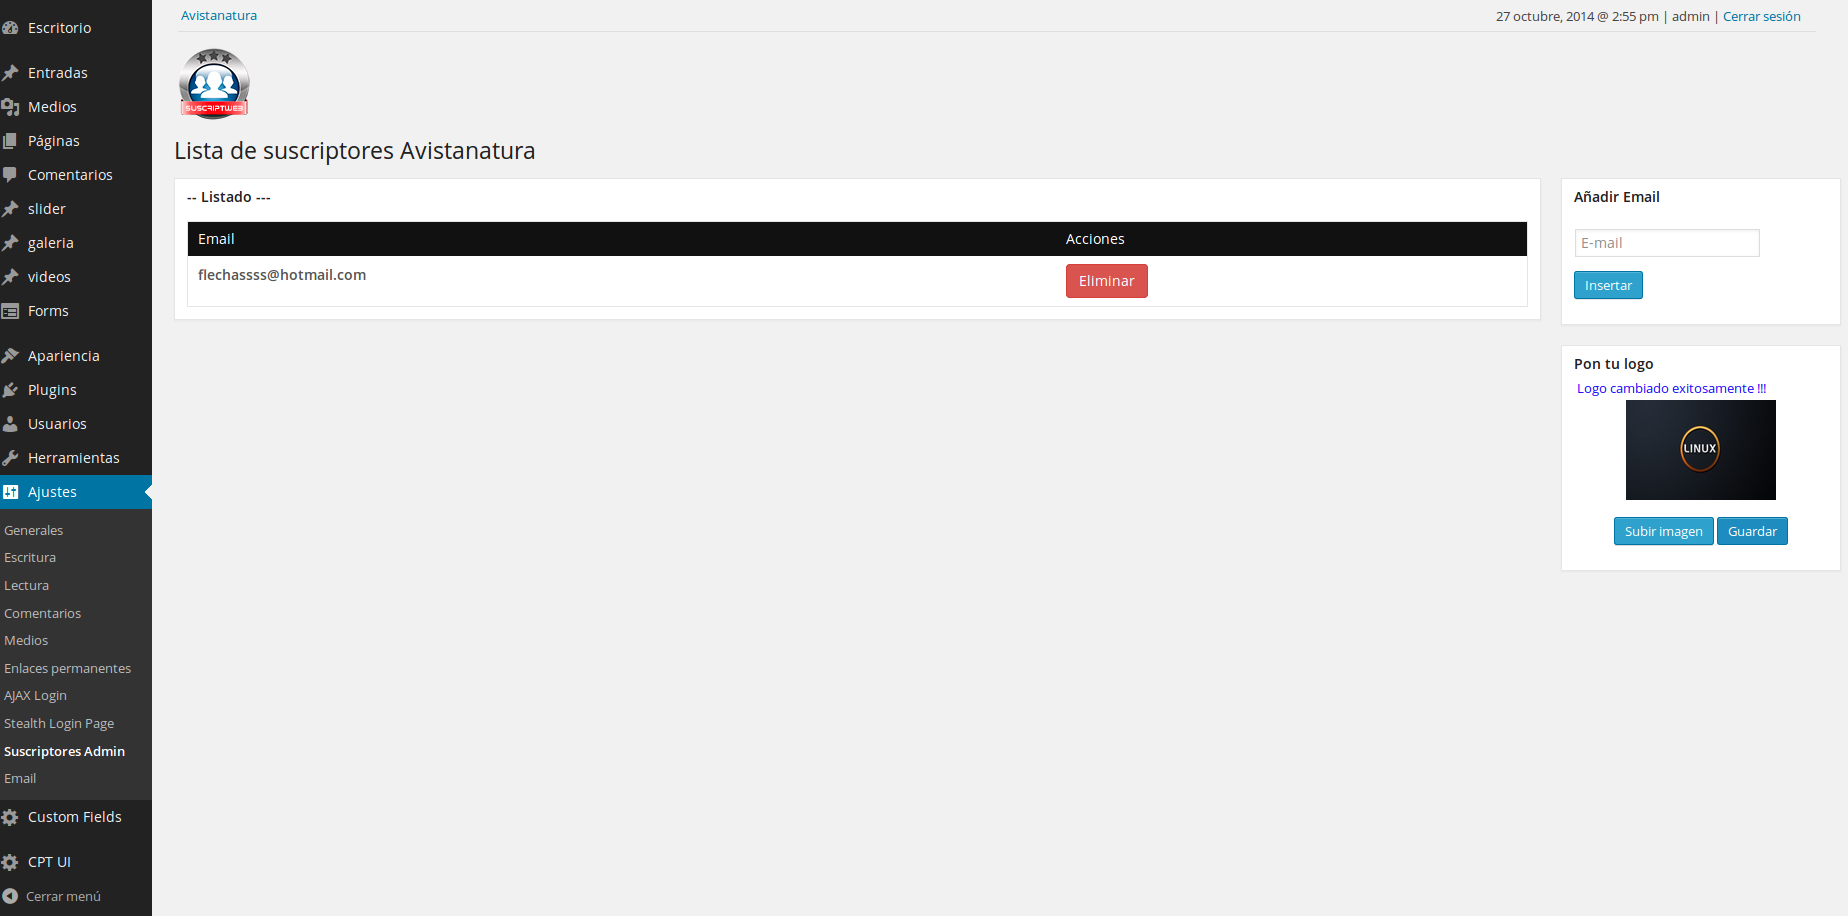 Escritorio
Entradas
Medios
Páginas
Comentarios
slider
galeria
videos
Forms
Apariencia
Plugins
Usuarios
Herramientas
Ajustes
Generales
Escritura
Lectura
Comentarios
Medios
Enlaces permanentes
AJAX Login
Stealth Login Page
Suscriptores Admin
Email
Custom Fields
CPT UI
Cerrar menú
Avistanatura
27 octubre, 2014 @ 2:55 pm | admin | Cerrar sesión
SUSCRIPTWEB
Lista de suscriptores Avistanatura
-- Listado ---
Email Acciones
flechassss@hotmail.com Eliminar
Añadir Email
E-mail
Insertar
Pon tu logo
Logo cambiado exitosamente !!!
LINUX
Subir imagen Guardar